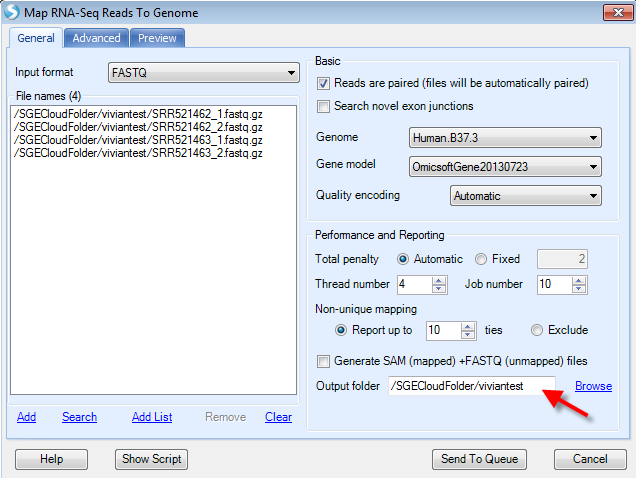 Map RNA-Seq Reads To Genome
General Advanced Preview
Input format FASTQ
File names (4)
/SGECloudFolder/viviantest/SRR521462_1.fastq.gz
/SGECloudFolder/viviantest/SRR521462_2.fastq.gz
/SGECloudFolder/viviantest/SRR521463_1.fastq.gz
/SGECloudFolder/viviantest/SRR521463_2.fastq.gz
Add Search Add List Remove Clear
Basic
Reads are paired (files will be automatically paired)
Search novel exon junctions
Genome Human.B37.3
Gene model OmicsoftGene20130723
Quality encoding Automatic
Performance and Reporting
Total penalty Automatic Fixed 2
Thread number 4 Job number 10
Non-unique mapping
Report up to 10 ties Exclude
Generate SAM (mapped) +FASTQ (unmapped) files
Output folder /SGECloudFolder/viviantest Browse
Help Show Script Send To Queue Cancel